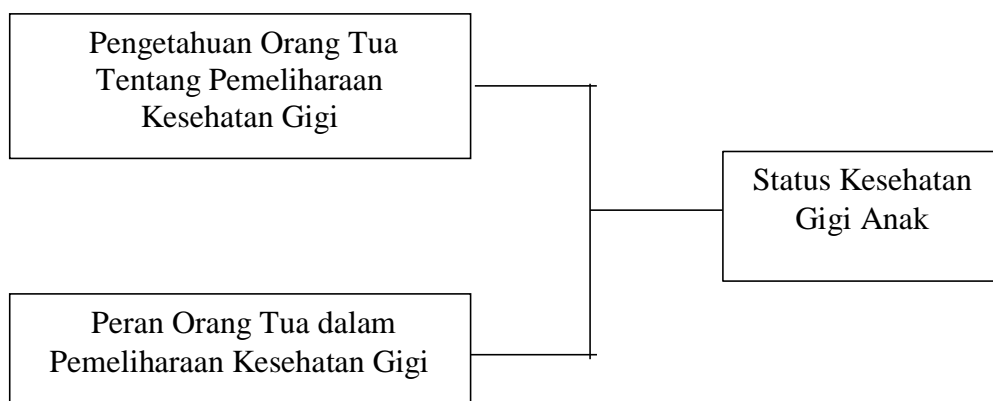 Pengetahuan Orang Tua
Tentang Pemeliharaan
Kesehatan Gigi
Status Kesehatan
Gigi Anak
Peran Orang Tua dalam
Pemeliharaan Kesehatan Gigi